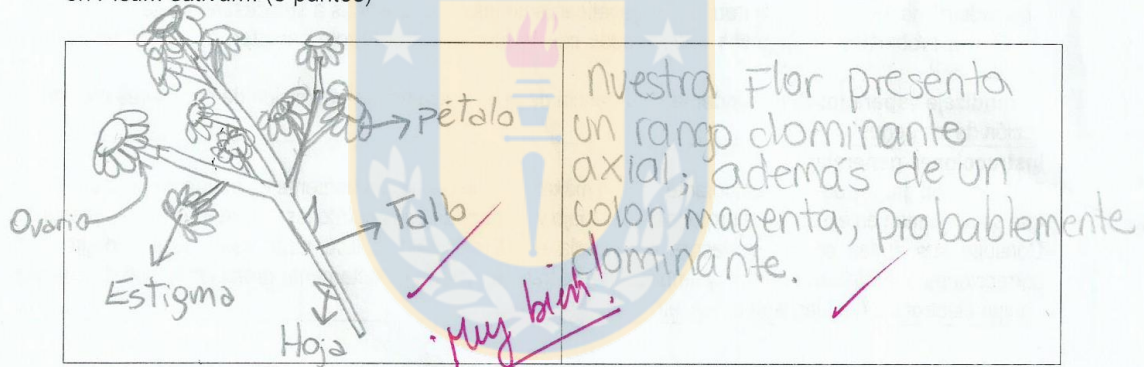 en Pisum sativum. (3 puntos)
pétalo
Ovario
Tallo
Estigma
Hoja
¡Muy bien!
nuestra Flor presenta
un rango dominante
axial; además de un
color magenta, probablemente
dominante.